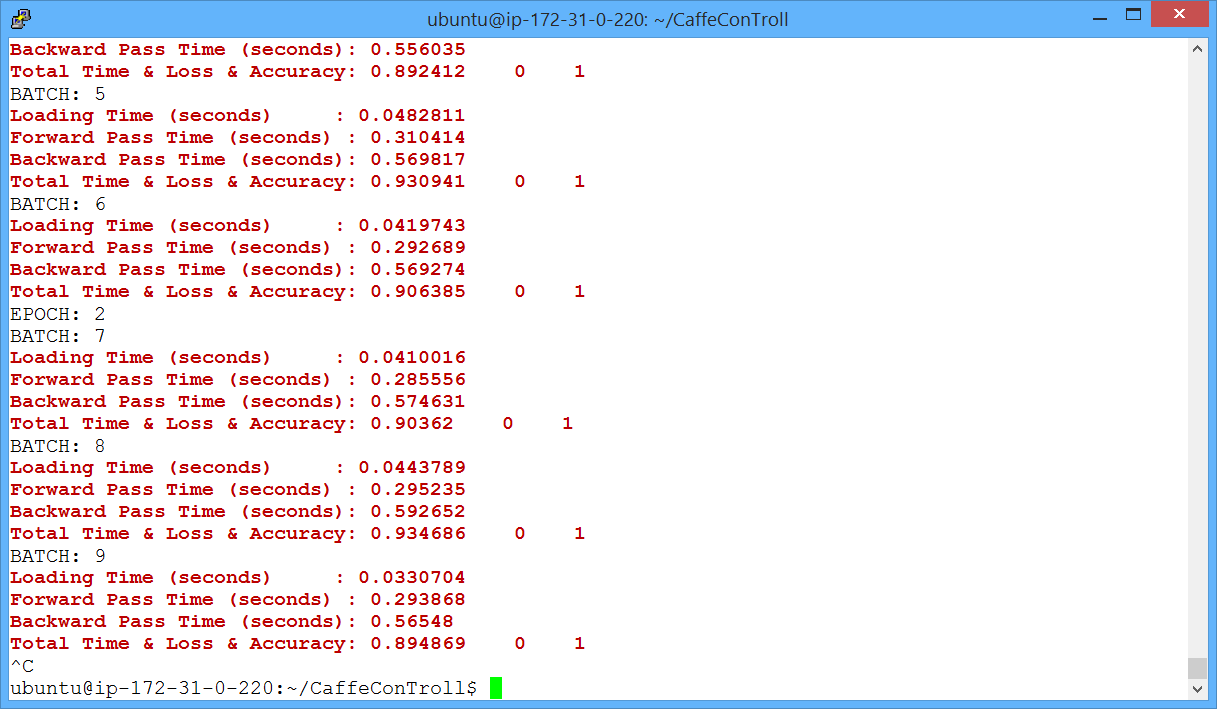 ubuntu@ip-172-31-0-220: ~/CaffeConTroll
Backward Pass Time (seconds): 0.556035
Total Time & Loss & Accuracy: 0.892412    0    1
BATCH: 5
Loading Time (seconds)      : 0.0482811
Forward Pass Time (seconds) : 0.310414
Backward Pass Time (seconds): 0.569817
Total Time & Loss & Accuracy: 0.930941    0    1
BATCH: 6
Loading Time (seconds)      : 0.0419743
Forward Pass Time (seconds) : 0.292689
Backward Pass Time (seconds): 0.569274
Total Time & Loss & Accuracy: 0.906385    0    1
EPOCH: 2
BATCH: 7
Loading Time (seconds)      : 0.0410016
Forward Pass Time (seconds) : 0.285556
Backward Pass Time (seconds): 0.574631
Total Time & Loss & Accuracy: 0.90362    0    1
BATCH: 8
Loading Time (seconds)      : 0.0443789
Forward Pass Time (seconds) : 0.295235
Backward Pass Time (seconds): 0.592652
Total Time & Loss & Accuracy: 0.934686    0    1
BATCH: 9
Loading Time (seconds)      : 0.0330704
Forward Pass Time (seconds) : 0.293868
Backward Pass Time (seconds): 0.56548
Total Time & Loss & Accuracy: 0.894869    0    1
^C
ubuntu@ip-172-31-0-220:~/CaffeConTroll$